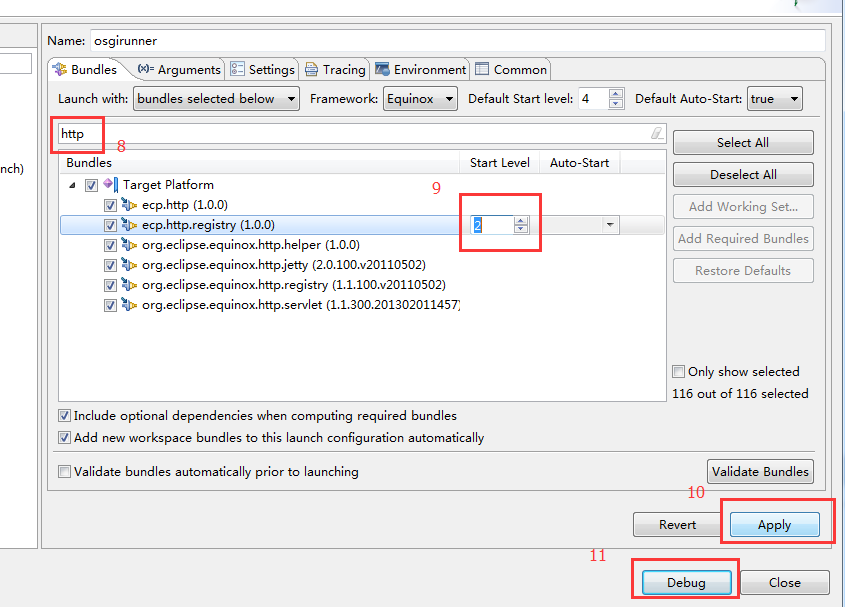 Name: osgirunner
Bundles (x)= Arguments Settings Tracing Environment Common
Launch with: bundles selected below Framework: Equinox Default Start level: 4 Default Auto-Start: true
http
8
Select All
Bundles Start Level Auto-Start
nch)
Deselect All
Target Platform
9
ecp.http (1.0.0)
Add Working Set...
ecp.http.registry (1.0.0) 2
Add Required Bundles
org.eclipse.equinox.http.helper (1.0.0)
org.eclipse.equinox.http.jetty (2.0.100.v20110502)
Restore Defaults
org.eclipse.equinox.http.registry (1.1.100.v20110502)
org.eclipse.equinox.http.servlet (1.1.300.201302011457)
Only show selected
116 out of 116 selected
Include optional dependencies when computing required bundles
Add new workspace bundles to this launch configuration automatically
Validate bundles automatically prior to launching
Validate Bundles
10
Revert Apply
11
Debug Close